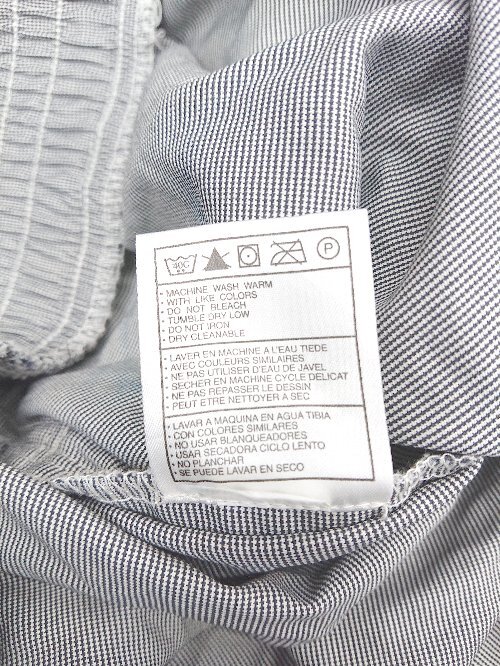 40C
P
• MACHINE WASH WARM
• WITH LIKE COLORS
• DO NOT BLEACH
• TUMBLE DRY LOW
• DO NOT IRON
• DRY CLEANABLE
• LAVER EN MACHINE A L'EAU TIEDE
• AVEC COULEURS SIMILAIRES
• NE PAS UTILISER D'EAU DE JAVEL
• SECHER EN MACHINE CYCLE DELICAT
• NE PAS REPASSER LE DESSIN
• PEUT ETRE NETTOYER A SEC
• LAVAR A MAQUINA EN AGUA TIBIA
• CON COLORES SIMILARES
• NO USAR BLANQUEADORES
• USAR SECADORA CICLO LENTO
• NO PLANCHAR
• SE PUEDE LAVAR EN SECO